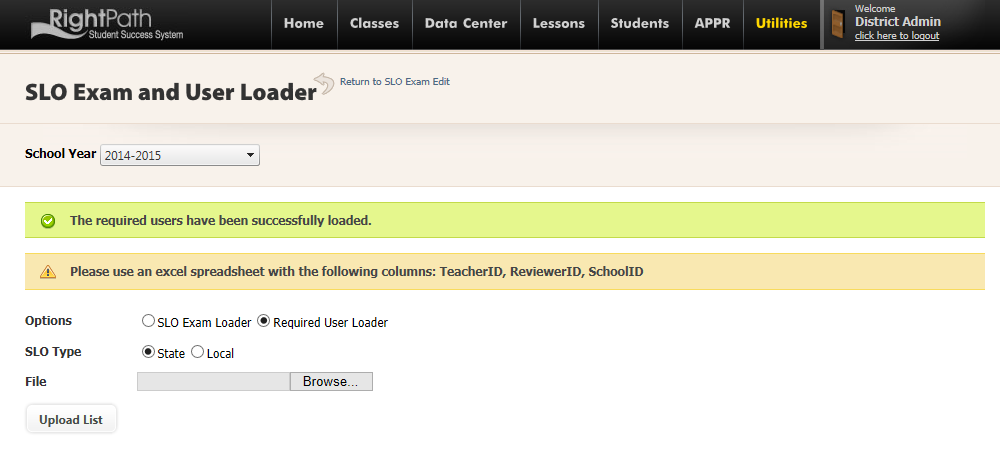 RightPath
Student Success System
Home Classes Data Center Lessons Students APPR Utilities
Welcome
District Admin
click here to logout
SLO Exam and User Loader Return to SLO Exam Edit
School Year 2014-2015
The required users have been successfully loaded.
Please use an excel spreadsheet with the following columns: TeacherID, ReviewerID, SchoolID
Options SLO Exam Loader Required User Loader
SLO Type State Local
File Browse...
Upload List